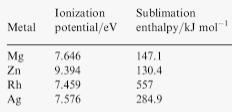 Ionization Sublimation
Metal potential/eV enthalpy/kJ mol⁻¹
Mg 7.646 147.1
Zn 9.394 130.4
Rh 7.459 557
Ag 7.576 284.9